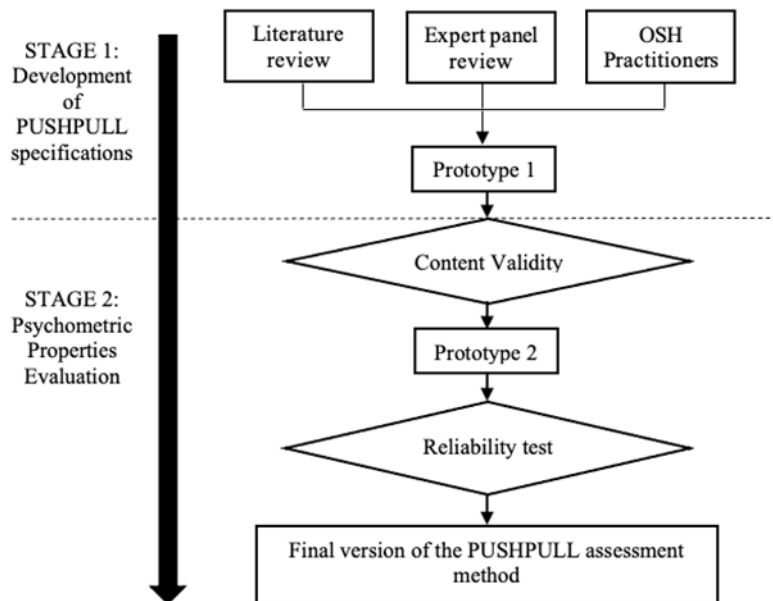 STAGE 1:
Development
of
PUSHPULL
specifications
Literature
review
Expert panel
review
OSH
Practitioners
Prototype 1
STAGE 2:
Psychometric
Properties
Evaluation
Content Validity
Prototype 2
Reliability test
Final version of the PUSHPULL assessment
method